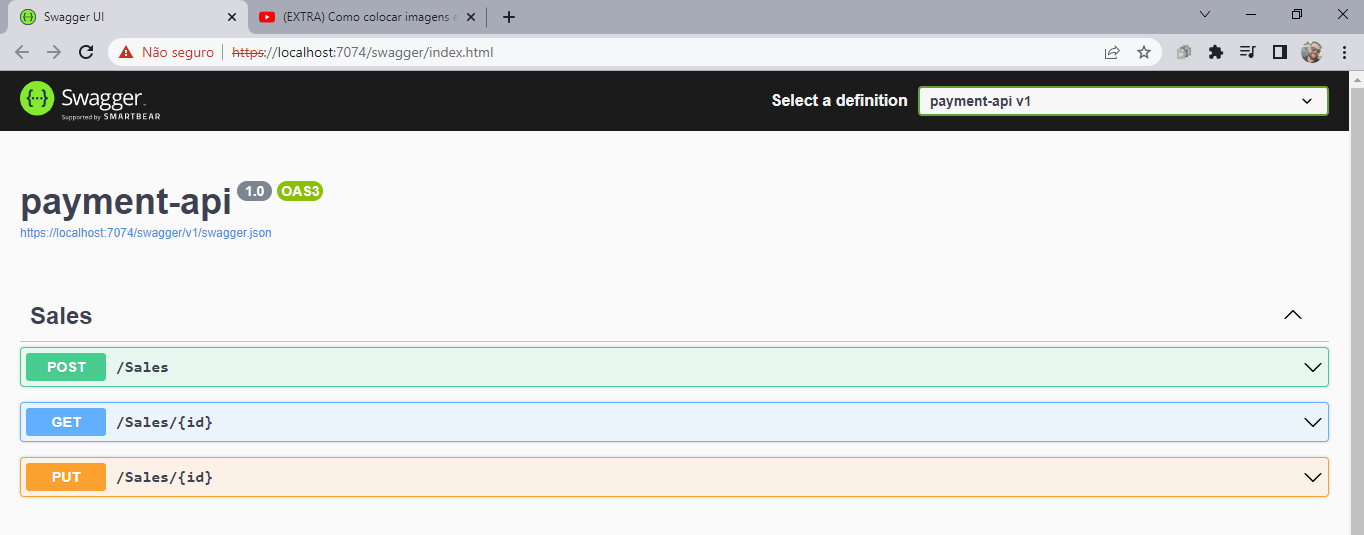 Swagger UI
(EXTRA) Como colocar imagens e
Não seguro
https://localhost:7074/swagger/index.html
Swagger
Supported by SMARTBEAR
Select a definition
payment-api v1
payment-api 1.0 OAS3
https://localhost:7074/swagger/v1/swagger.json
Sales
POST /Sales
GET /Sales/{id}
PUT /Sales/{id}